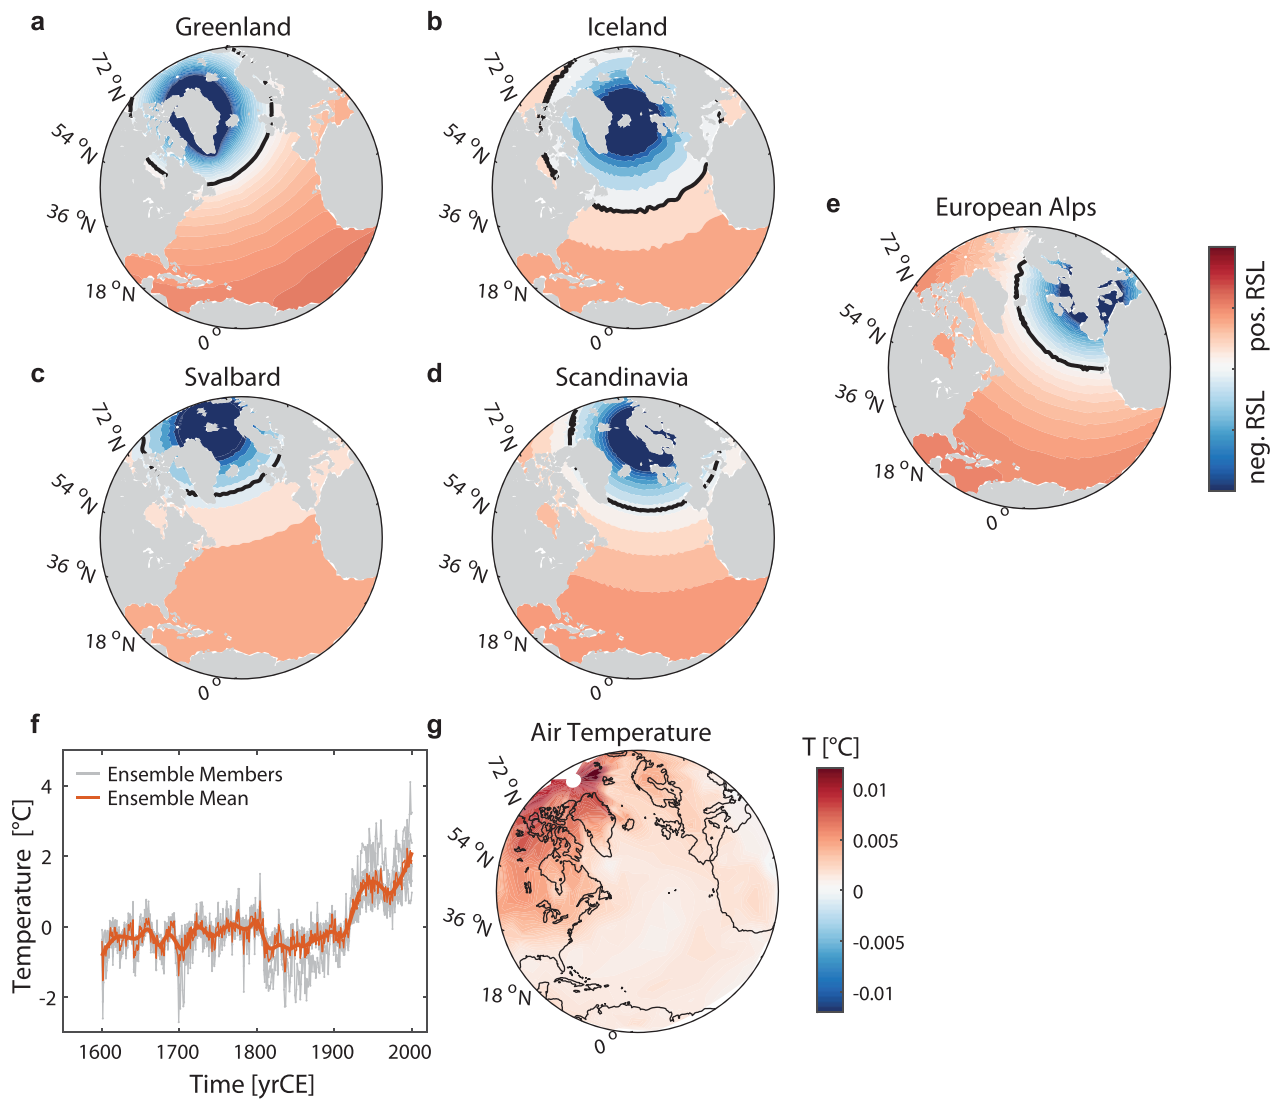 a
Greenland
72 °N
54 °N
36 °N
18 °N
0 °
b
Iceland
72 °N
54 °N
36 °N
18 °N
0 °
c
Svalbard
72 °N
54 °N
36 °N
18 °N
0 °
d
Scandinavia
72 °N
54 °N
36 °N
18 °N
0 °
e
European Alps
72 °N
54 °N
36 °N
18 °N
0 °
pos. RSL
neg. RSL
f
Ensemble Members
Ensemble Mean
Temperature [°C]
4
2
0
-2
1600
1700
1800
1900
2000
Time [yrCE]
g
Air Temperature
72 °N
54 °N
36 °N
18 °N
0 °
T [°C]
0.01
0.005
0
-0.005
-0.01